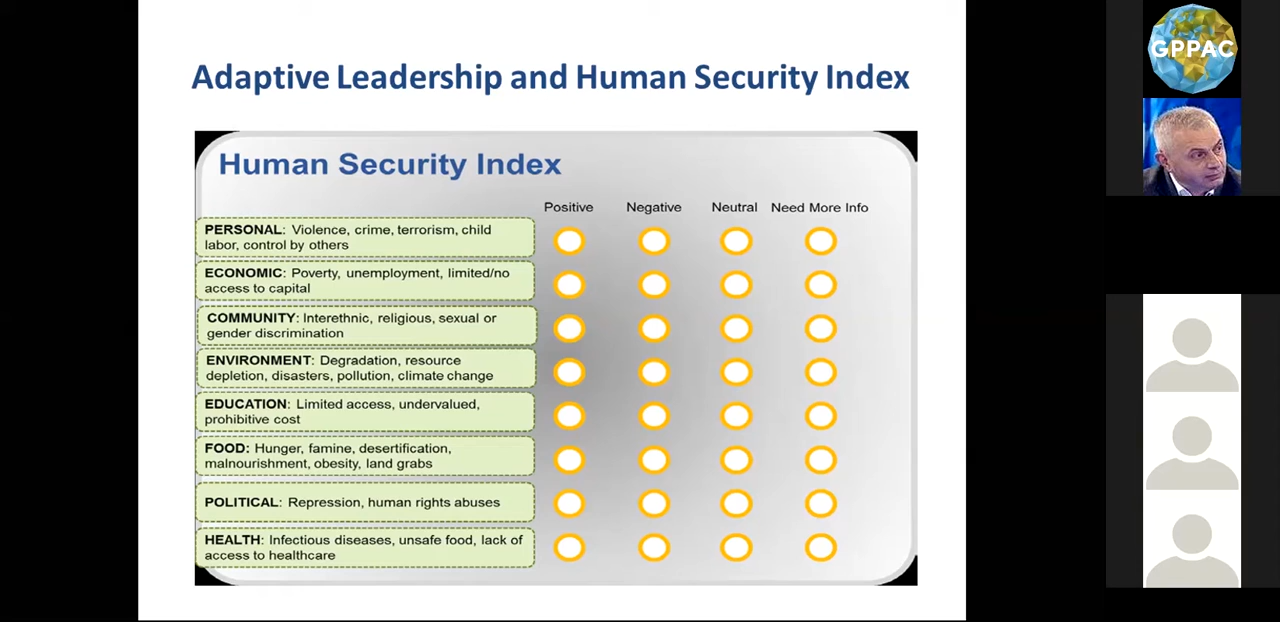 Adaptive Leadership and Human Security Index
GPPAC
Human Security Index
Positive Negative Neutral Need More Info
PERSONAL: Violence, crime, terrorism, child
labor, control by others
ECONOMIC: Poverty, unemployment, limited/no
access to capital
COMMUNITY: Interethnic, religious, sexual or
gender discrimination
ENVIRONMENT: Degradation, resource
depletion, disasters, pollution, climate change
EDUCATION: Limited access, undervalued,
prohibitive cost
FOOD: Hunger, famine, desertification,
malnourishment, obesity, land grabs
POLITICAL: Repression, human rights abuses
HEALTH: Infectious diseases, unsafe food, lack of
access to healthcare